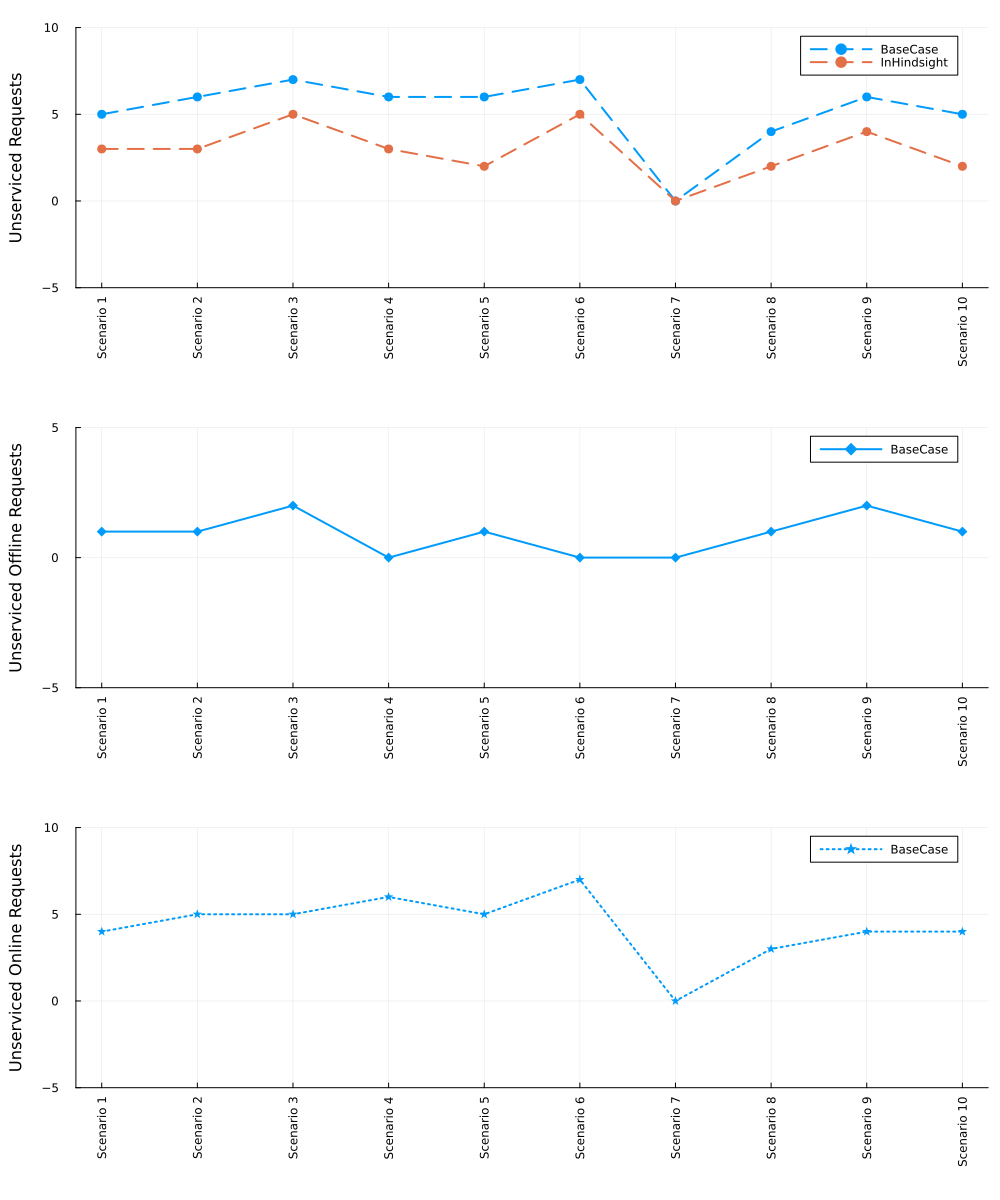 Unserviced Requests
10
5
0
−5
BaseCase
InHindsight
Scenario 1
Scenario 2
Scenario 3
Scenario 4
Scenario 5
Scenario 6
Scenario 7
Scenario 8
Scenario 9
Scenario 10
Unserviced Offline Requests
5
0
−5
BaseCase
Scenario 1
Scenario 2
Scenario 3
Scenario 4
Scenario 5
Scenario 6
Scenario 7
Scenario 8
Scenario 9
Scenario 10
Unserviced Online Requests
10
5
0
−5
BaseCase
Scenario 1
Scenario 2
Scenario 3
Scenario 4
Scenario 5
Scenario 6
Scenario 7
Scenario 8
Scenario 9
Scenario 10